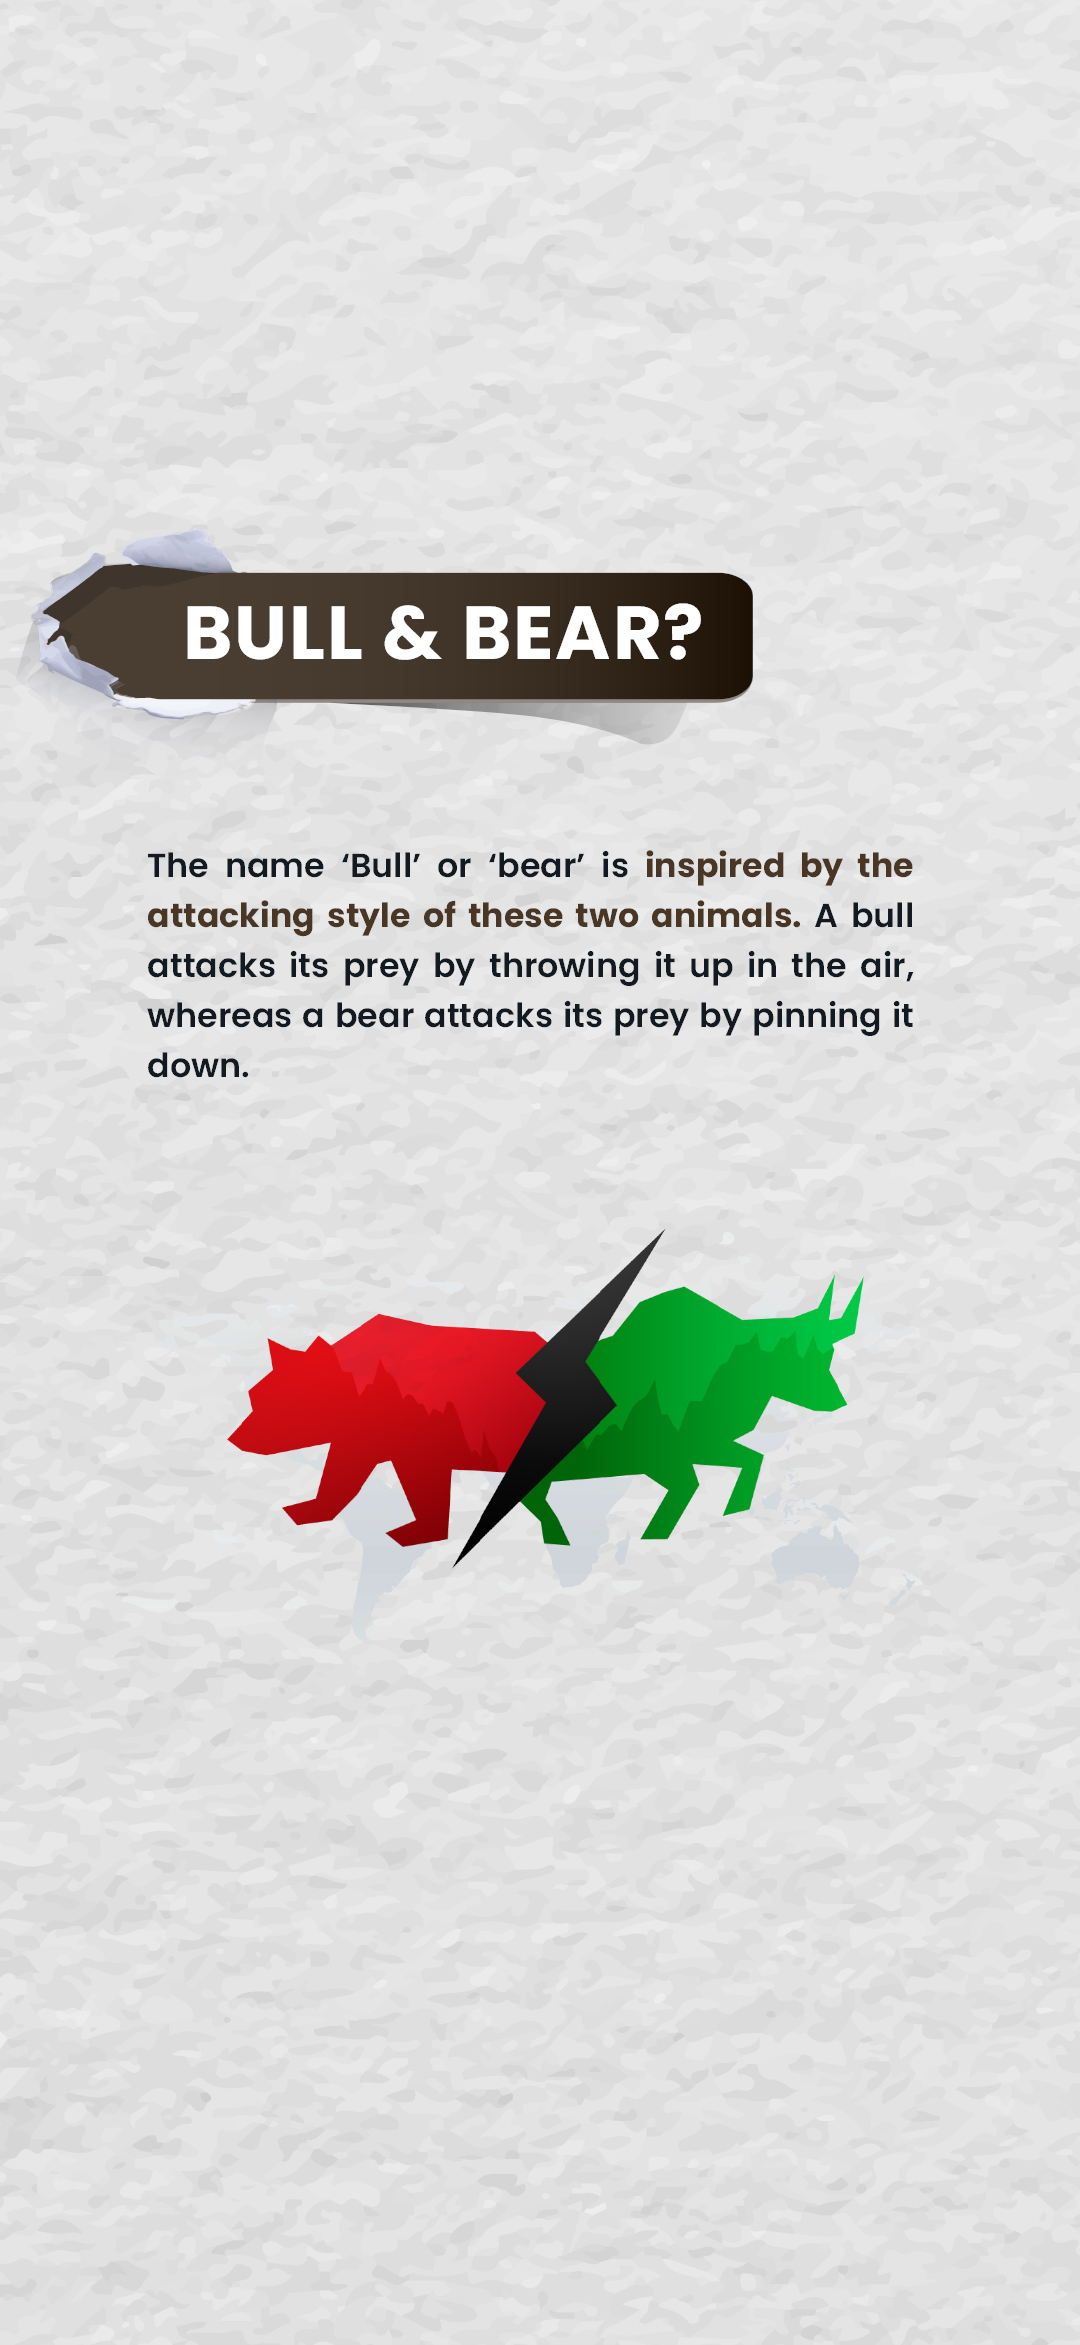 BULL & BEAR?
The name ‘Bull’ or ‘bear’ is inspired by the
attacking style of these two animals. A bull
attacks its prey by throwing it up in the air,
whereas a bear attacks its prey by pinning it
down.